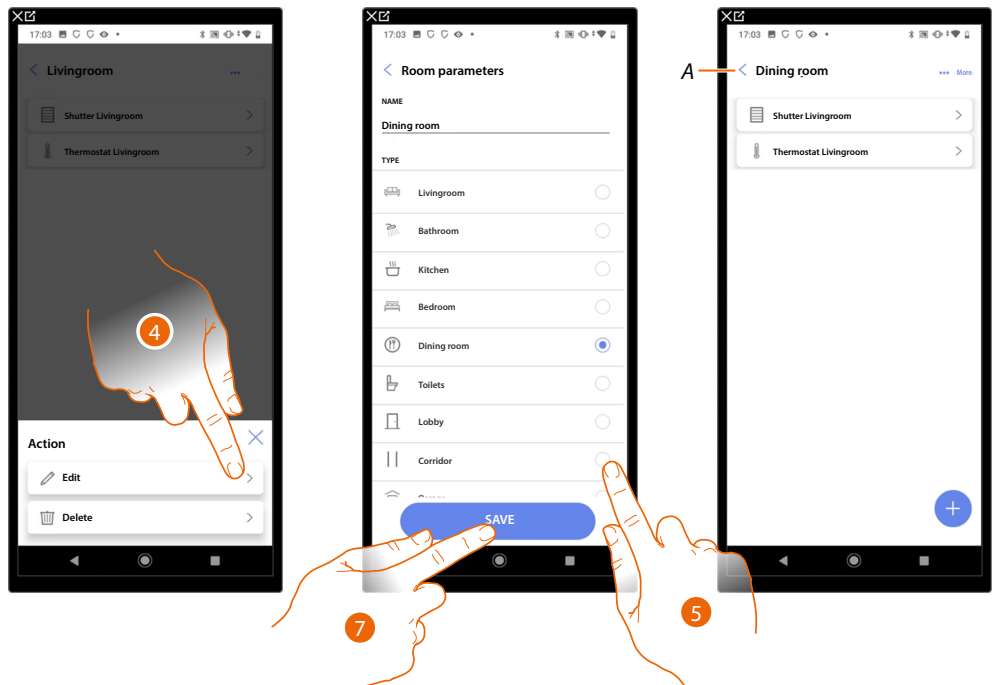 17:03
Livingroom
•••
Shutter Livingroom
Thermostat Livingroom
4
Action
Edit
Delete
17:03
Room parameters
NAME
Dining room
TYPE
Livingroom
Bathroom
Kitchen
Bedroom
Dining room
Toilets
Lobby
Corridor
SAVE
7
5
A
17:03
Dining room
••• More
Shutter Livingroom
Thermostat Livingroom
+